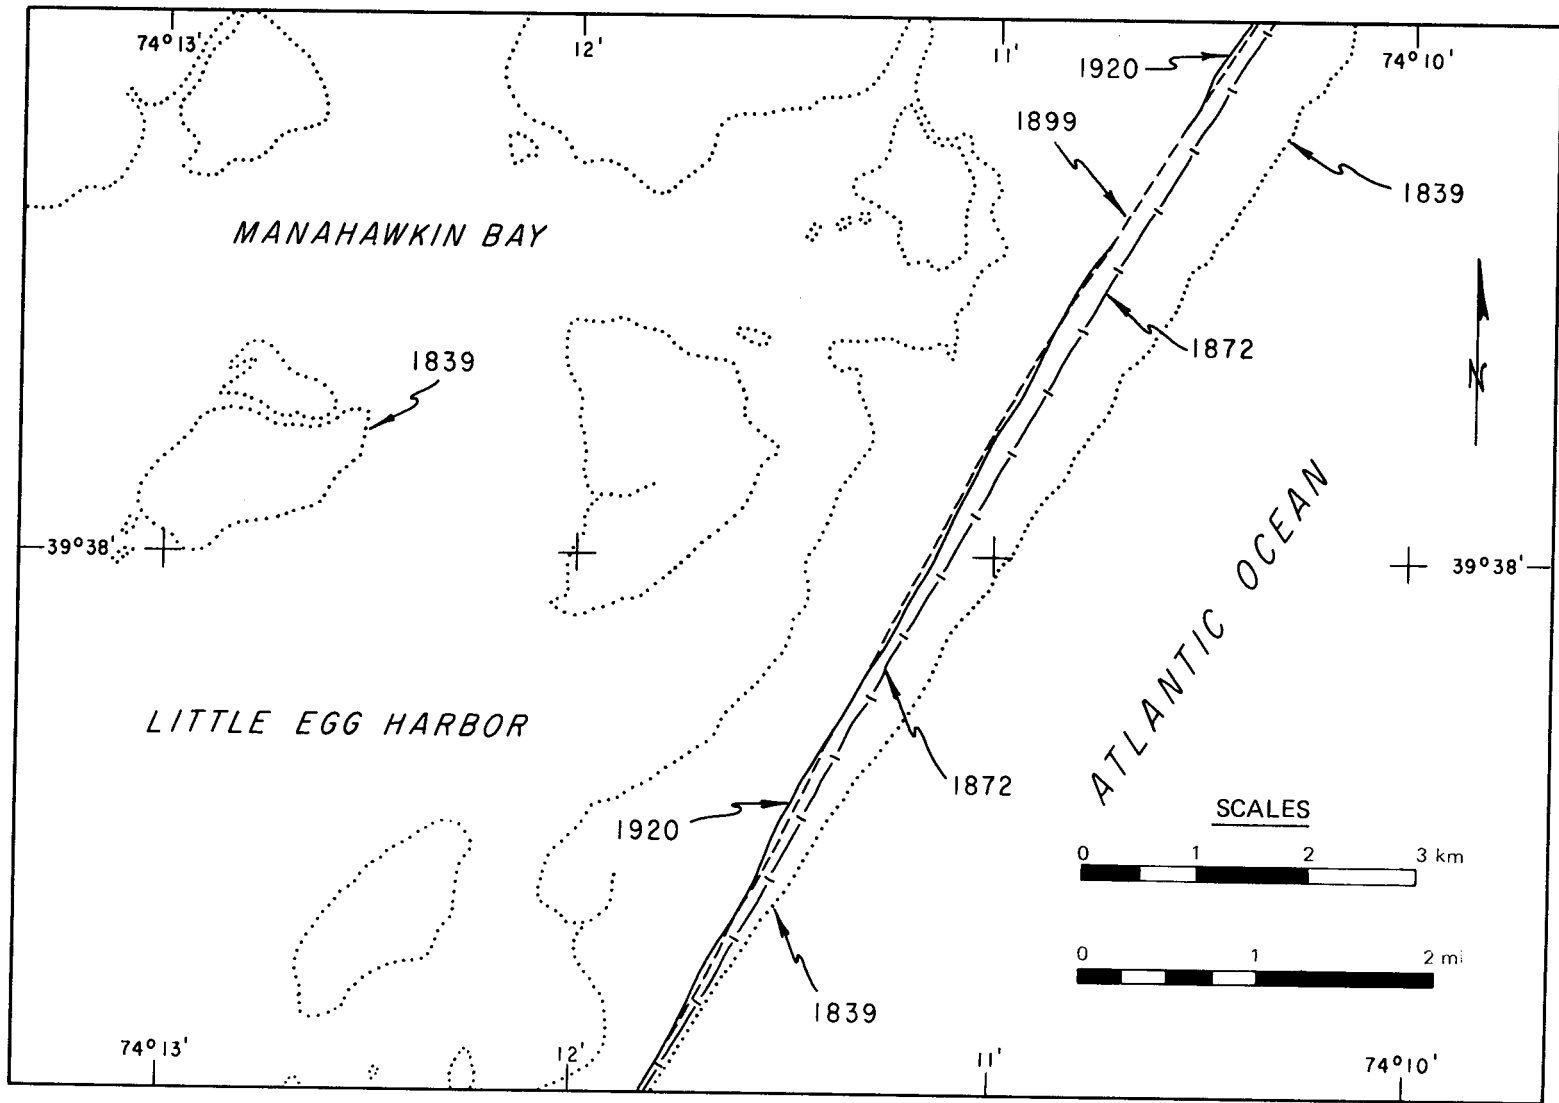 74°13'
12'
11'
74°10'
1920
1899
1839
MANAHAWKIN BAY
1872
1839
N
39°38'
39°38'
ATLANTIC OCEAN
LITTLE EGG HARBOR
1872
1920
SCALES
0 1 2 3 km
0 1 2 mi
1839
74°13'
12'
11'
74°10'